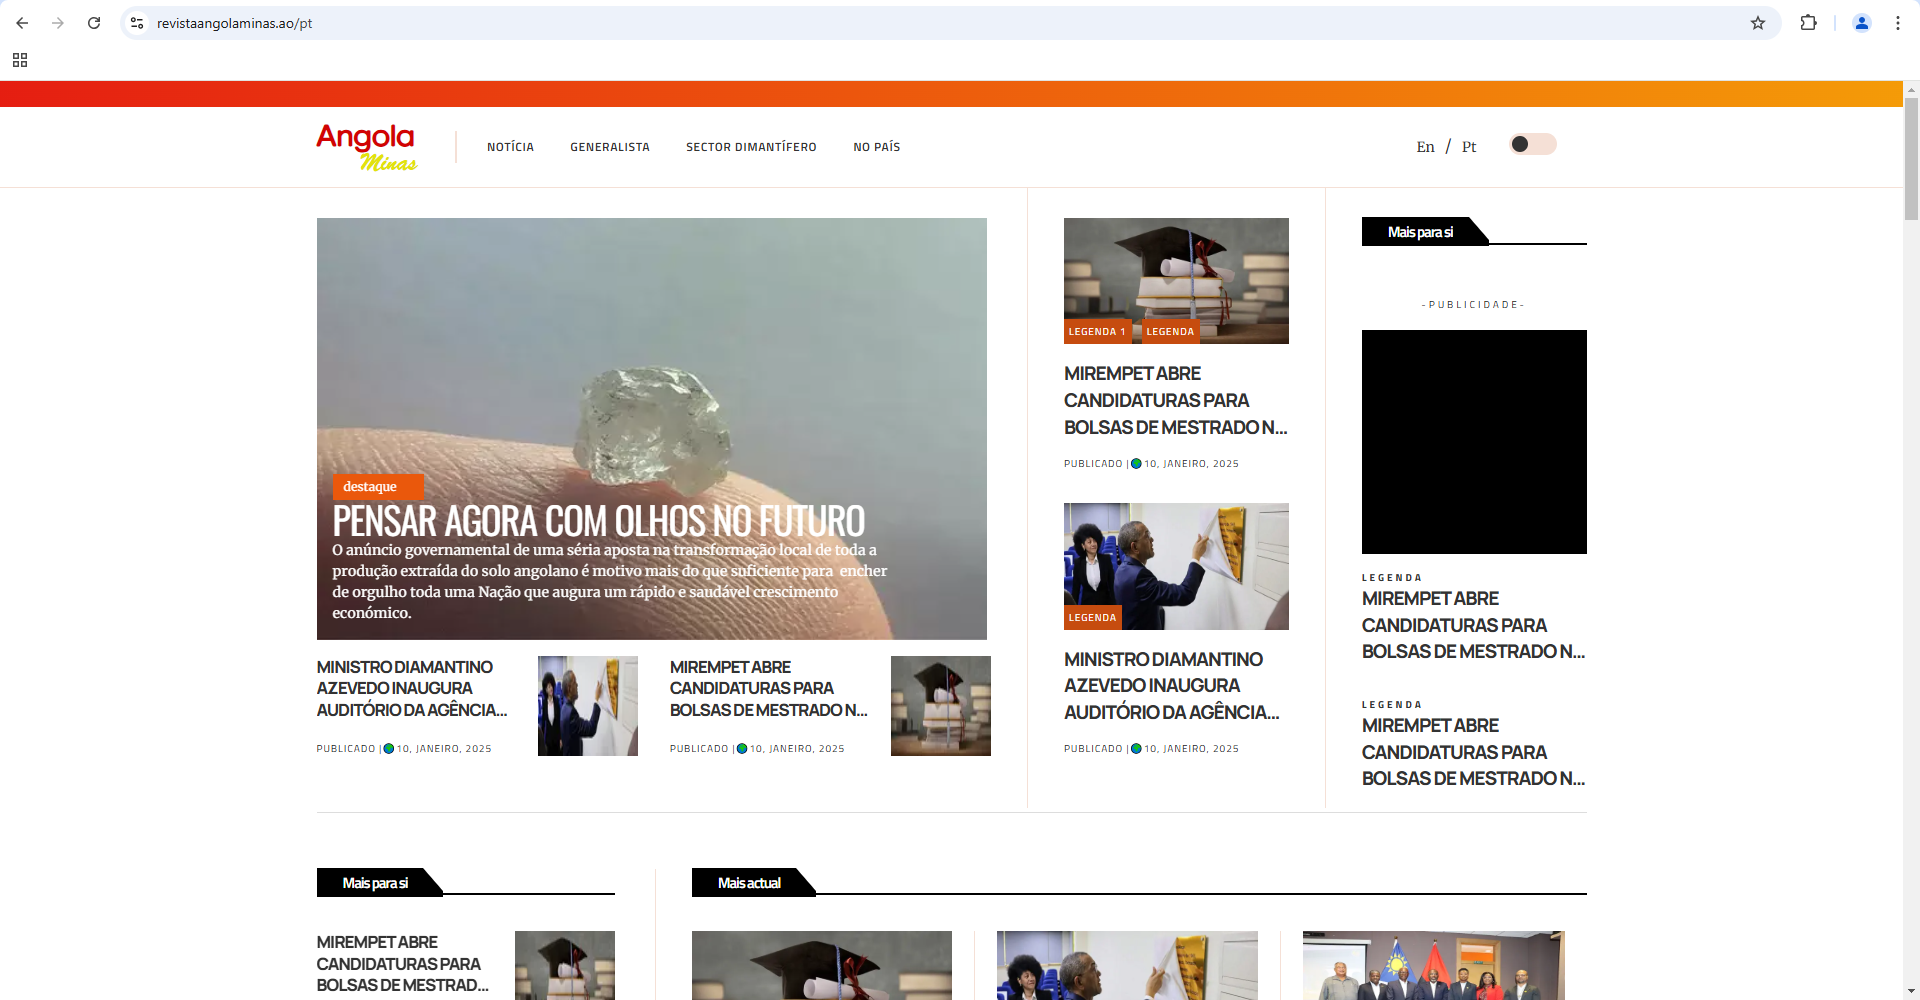 revistaangolaminas.ao/pt
Angola
Minas
NOTÍCIA
GENERALISTA
SECTOR DIMANTÍFERO
NO PAÍS
En / Pt
destaque
PENSAR AGORA COM OLHOS NO FUTURO
O anúncio governamental de uma séria aposta na transformação local de toda a
produção extraída do solo angolano é motivo mais do que suficiente para encher
de orgulho toda uma Nação que augura um rápido e saudável crescimento
económico.
MINISTRO DIAMANTINO
AZEVEDO INAUGURA
AUDITÓRIO DA AGÊNCIA...
PUBLICADO | 10, JANEIRO, 2025
MIREMPET ABRE
CANDIDATURAS PARA
BOLSAS DE MESTRADO N...
PUBLICADO | 10, JANEIRO, 2025
LEGENDA 1
LEGENDA
MIREMPET ABRE
CANDIDATURAS PARA
BOLSAS DE MESTRADO N...
PUBLICADO | 10, JANEIRO, 2025
LEGENDA
MINISTRO DIAMANTINO
AZEVEDO INAUGURA
AUDITÓRIO DA AGÊNCIA...
PUBLICADO | 10, JANEIRO, 2025
Mais para si
-PUBLICIDADE-
LEGENDA
MIREMPET ABRE
CANDIDATURAS PARA
BOLSAS DE MESTRADO N...
LEGENDA
MIREMPET ABRE
CANDIDATURAS PARA
BOLSAS DE MESTRADO N...
Mais para si
MIREMPET ABRE
CANDIDATURAS PARA
BOLSAS DE MESTRAD...
Mais actual